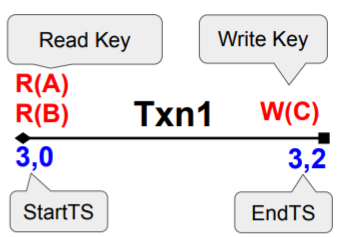 Read Key
Write Key
R(A)
R(B)
Txn1
W(C)
3,0
3,2
StartTS
EndTS